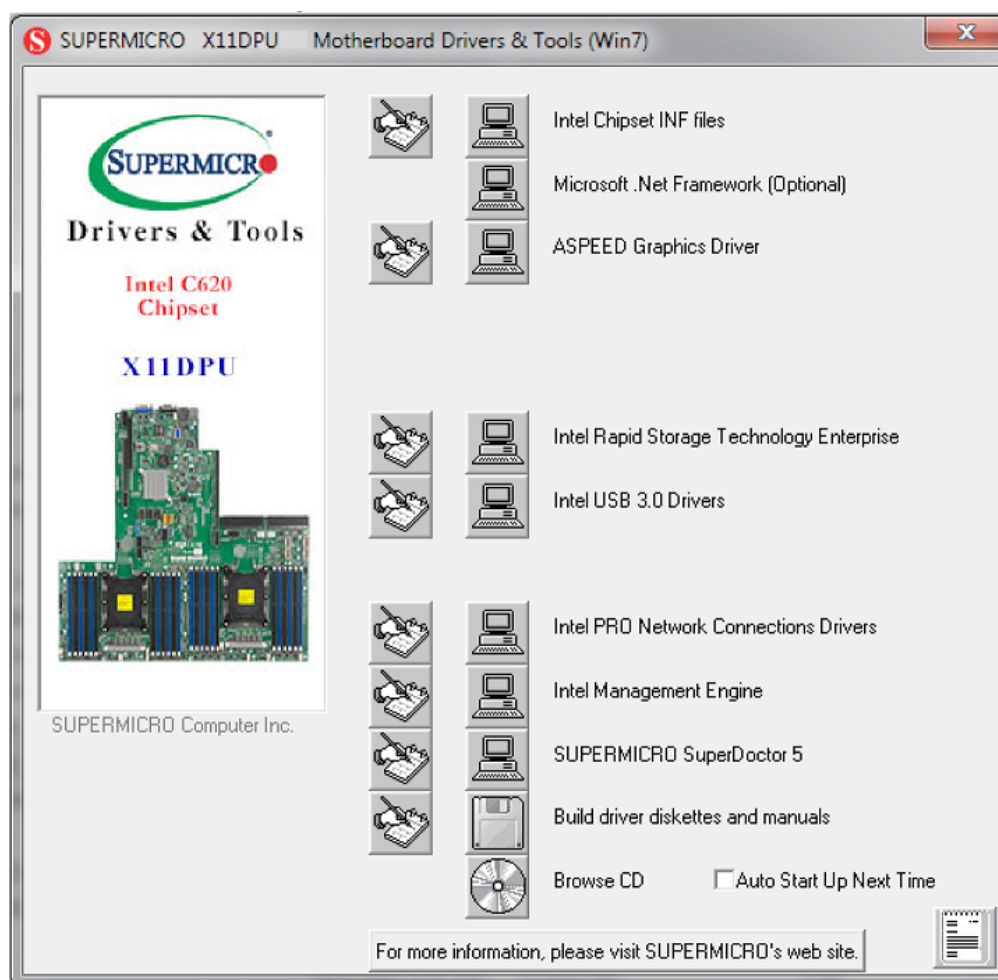 SUPERMICRO X11DPU Motherboard Drivers & Tools (Win7)
SUPERMICRO
Drivers & Tools
Intel C620
Chipset
X11DPU
SUPERMICRO Computer Inc.
Intel Chipset INF files
Microsoft .Net Framework (Optional)
ASPEED Graphics Driver
Intel Rapid Storage Technology Enterprise
Intel USB 3.0 Drivers
Intel PRO Network Connections Drivers
Intel Management Engine
SUPERMICRO SuperDoctor 5
Build driver diskettes and manuals
Browse CD
Auto Start Up Next Time
For more information, please visit SUPERMICRO's web site.